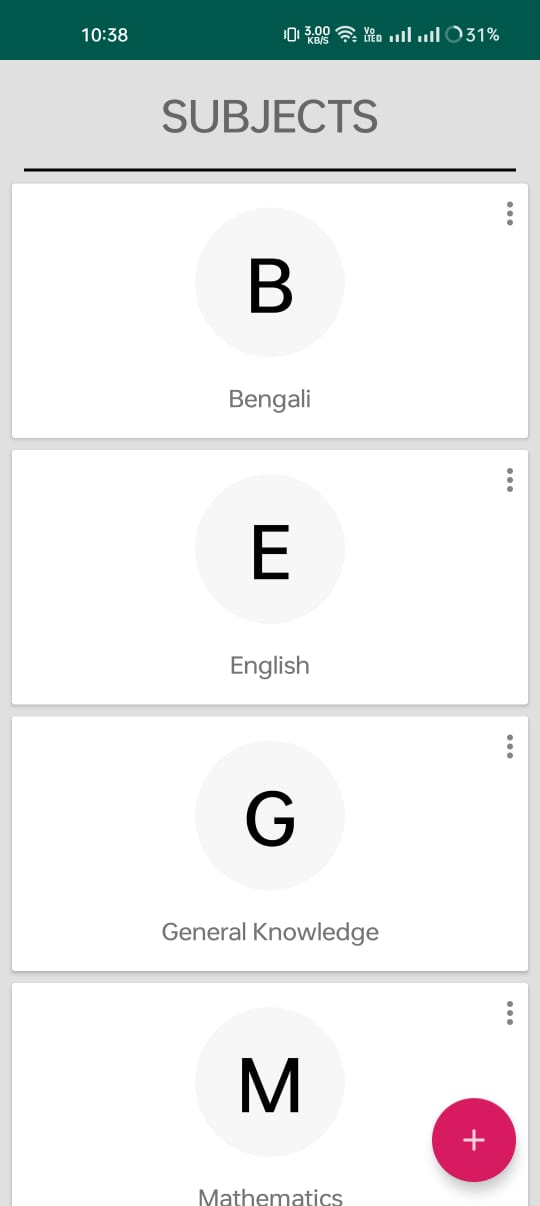 10:38 3.00 KB/S Vo LTE 31%
SUBJECTS
B
Bengali
E
English
G
General Knowledge
M
Mathematics
+